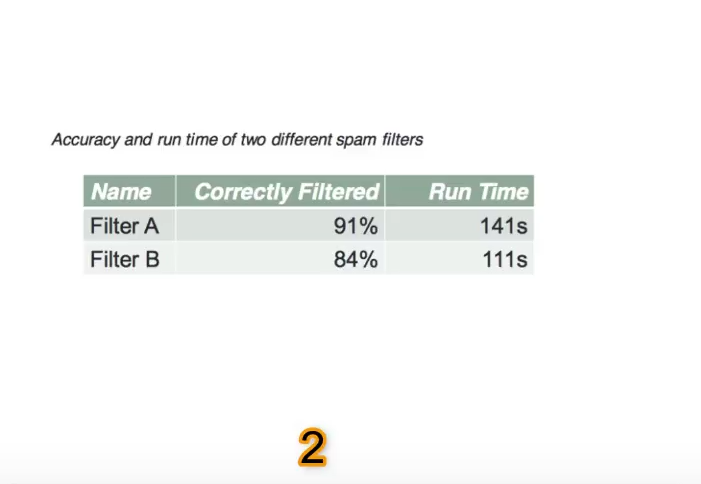 Accuracy and run time of two different spam filters
Name Correctly Filtered Run Time
Filter A 91% 141s
Filter B 84% 111s
2